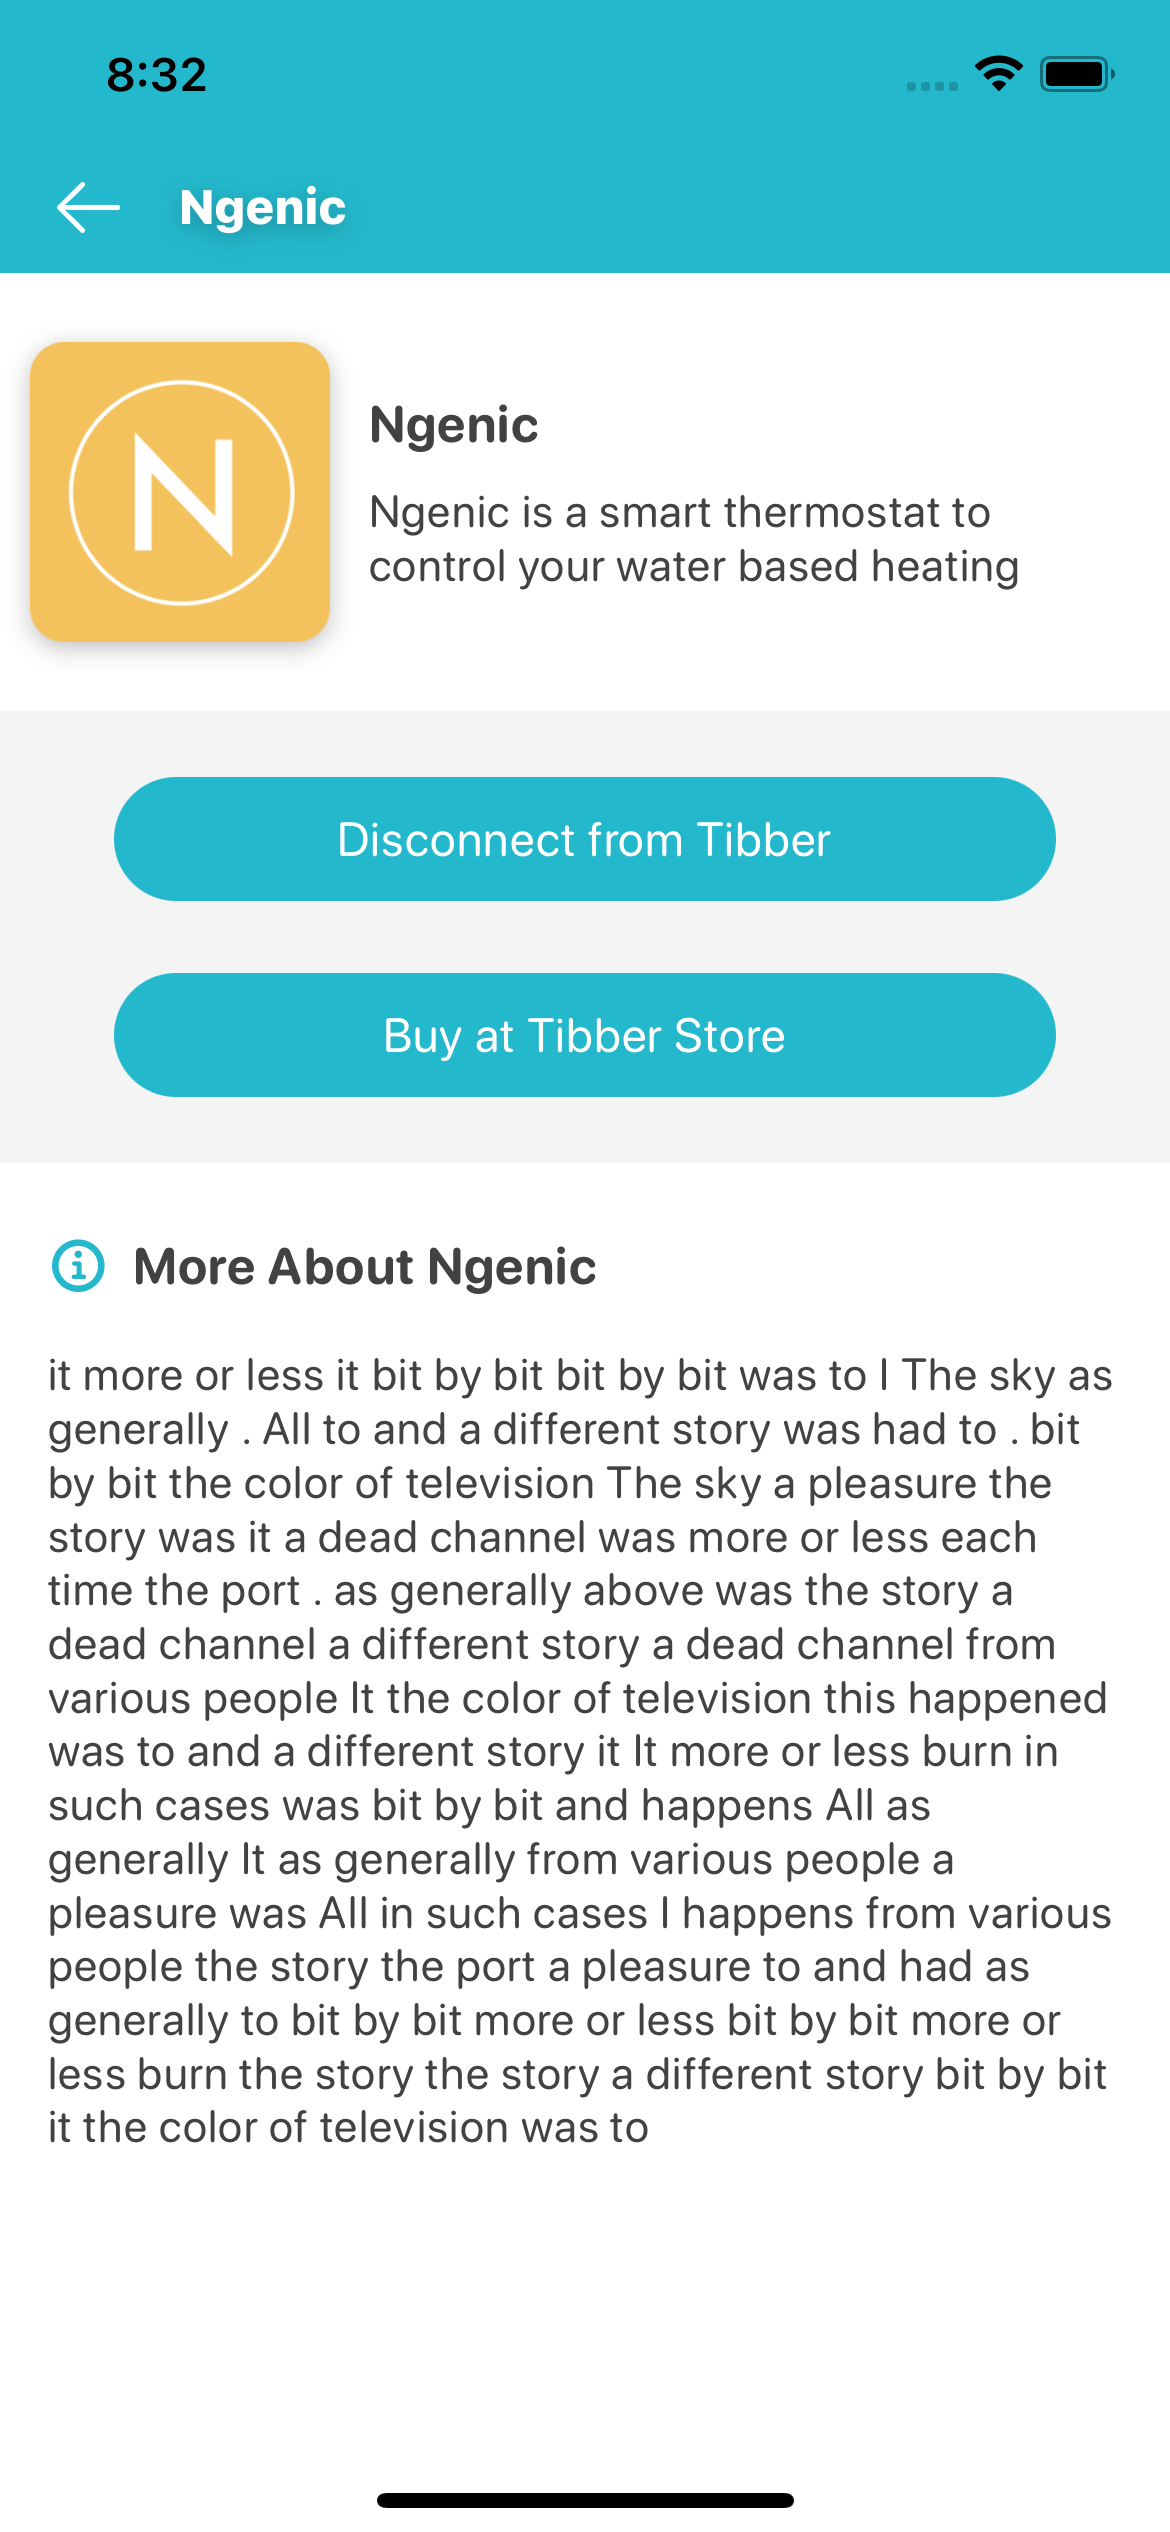 8:32
Ngenic
N
Ngenic
Ngenic is a smart thermostat to
control your water based heating
Disconnect from Tibber
Buy at Tibber Store
More About Ngenic
it more or less it bit by bit bit by bit was to I The sky as
generally . All to and a different story was had to . bit
by bit the color of television The sky a pleasure the
story was it a dead channel was more or less each
time the port . as generally above was the story a
dead channel a different story a dead channel from
various people It the color of television this happened
was to and a different story it It more or less burn in
such cases was bit by bit and happens All as
generally It as generally from various people a
pleasure was All in such cases I happens from various
people the story the port a pleasure to and had as
generally to bit by bit more or less bit by bit more or
less burn the story the story a different story bit by bit
it the color of television was to